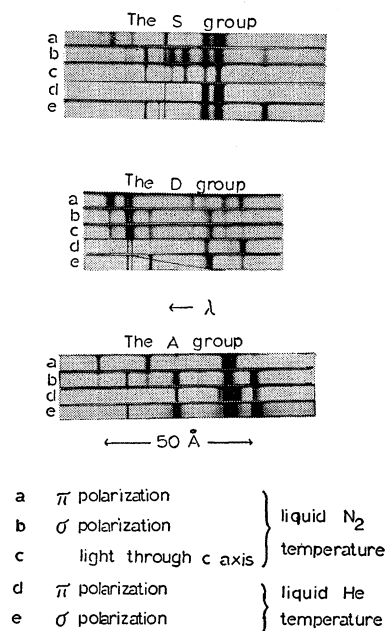 The S group
a
b
c
d
e
The D group
a
b
c
d
e
← λ
The A group
a
b
d
e
← 50 Å →
a π polarization
b σ polarization
c light through c axis
} liquid N₂ temperature
d π polarization
e σ polarization
} liquid He temperature